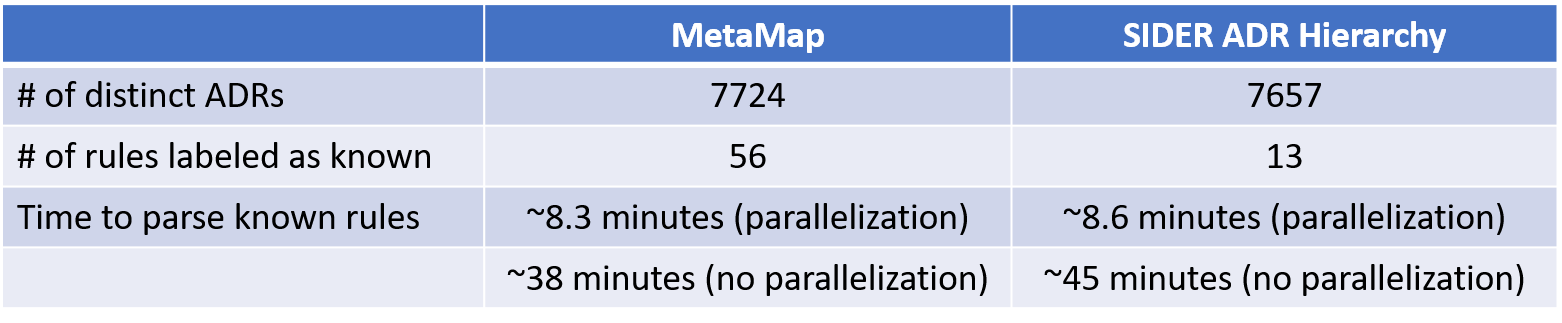 MetaMap SIDER ADR Hierarchy
# of distinct ADRs 7724 7657
# of rules labeled as known 56 13
Time to parse known rules ~8.3 minutes (parallelization) ~8.6 minutes (parallelization)
~38 minutes (no parallelization) ~45 minutes (no parallelization)